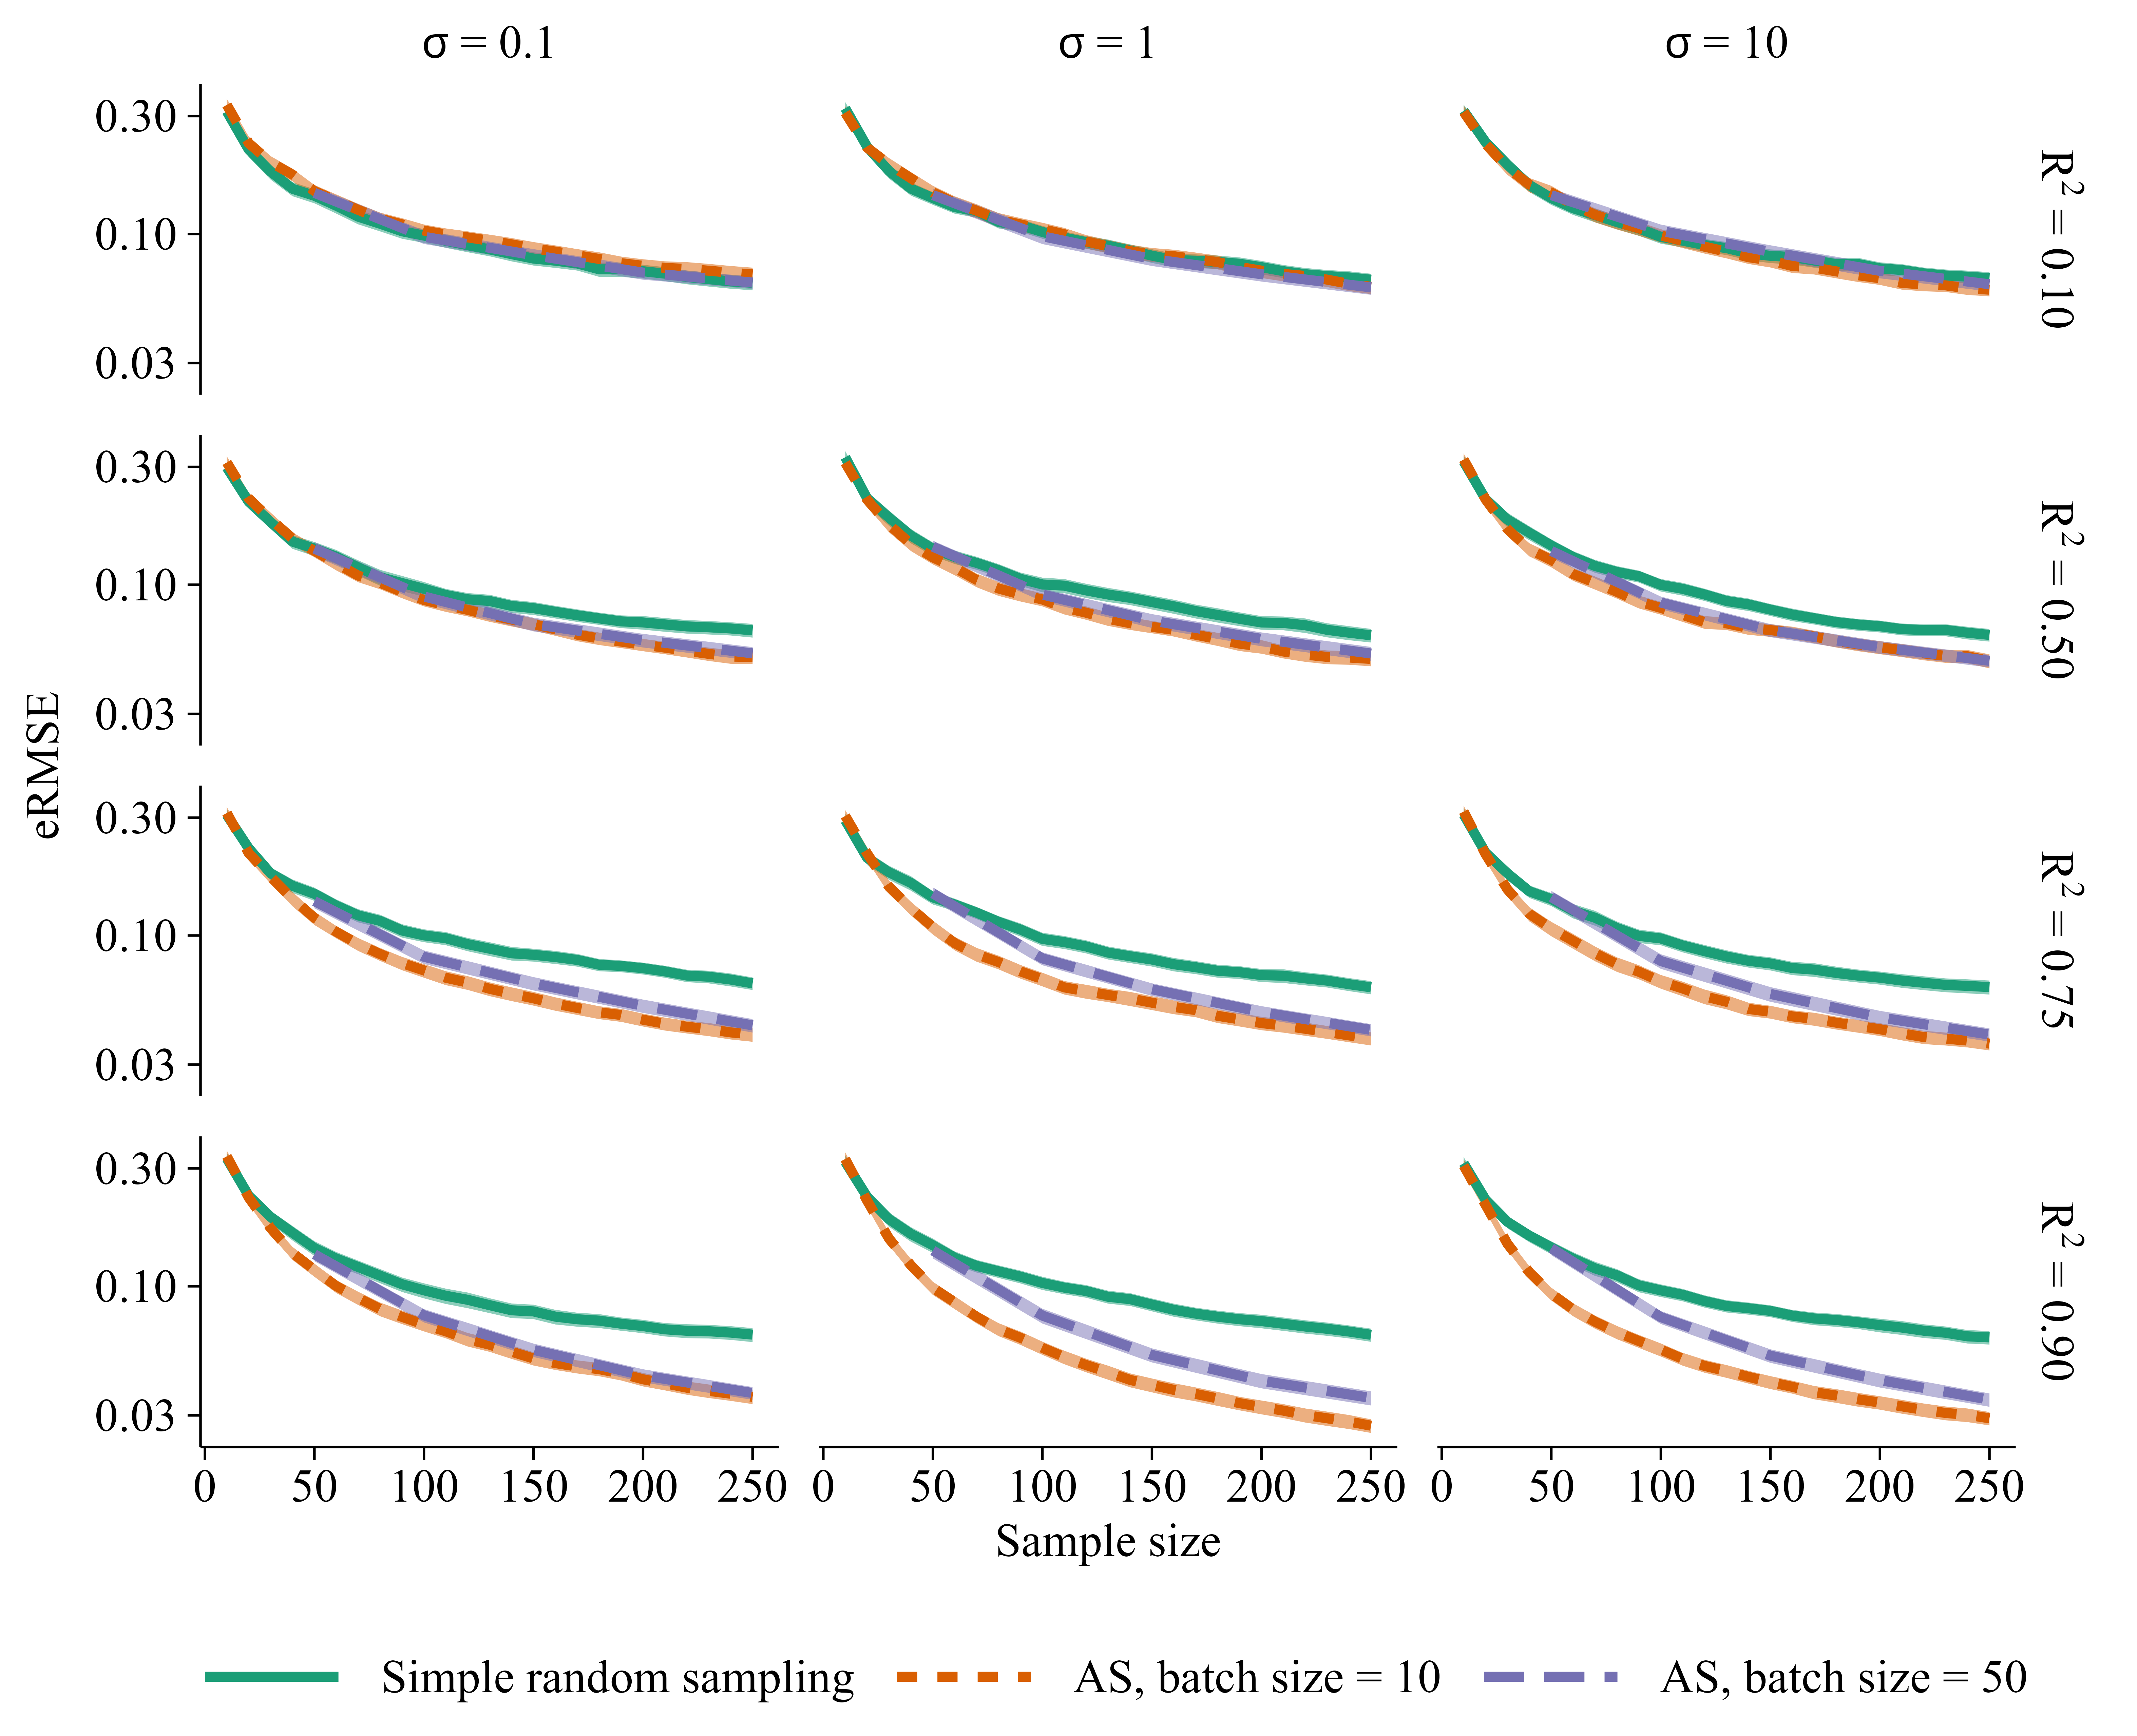 σ = 0.1
σ = 1
σ = 10
0.30
0.10
0.03
R² = 0.10
0.30
0.10
0.03
R² = 0.50
eRMSE
0.30
0.10
0.03
R² = 0.75
0.30
0.10
0.03
R² = 0.90
0 50 100 150 200 250
0 50 100 150 200 250
0 50 100 150 200 250
Sample size
Simple random sampling
AS, batch size = 10
AS, batch size = 50